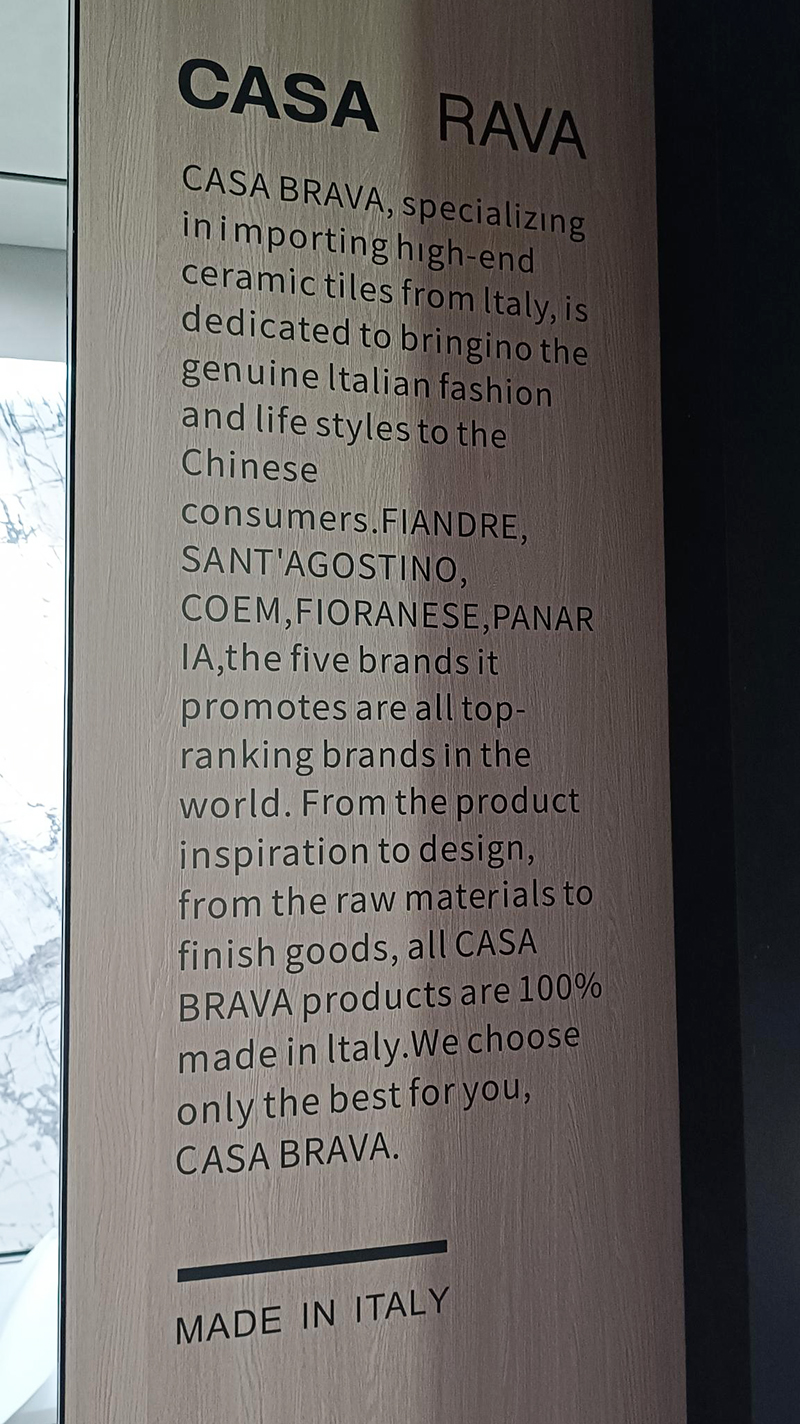 CASA RAVA
CASA BRAVA, specializing
in importing high-end
ceramic tiles from Italy, is
dedicated to bringino the
genuine Italian fashion
and life styles to the
Chinese
consumers.FIANDRE,
SANT'AGOSTINO,
COEM,FIORANESE,PANAR
IA,the five brands it
promotes are all top-
ranking brands in the
world. From the product
inspiration to design,
from the raw materials to
finish goods, all CASA
BRAVA products are 100%
made in Italy.We choose
only the best for you,
CASA BRAVA.
MADE IN ITALY